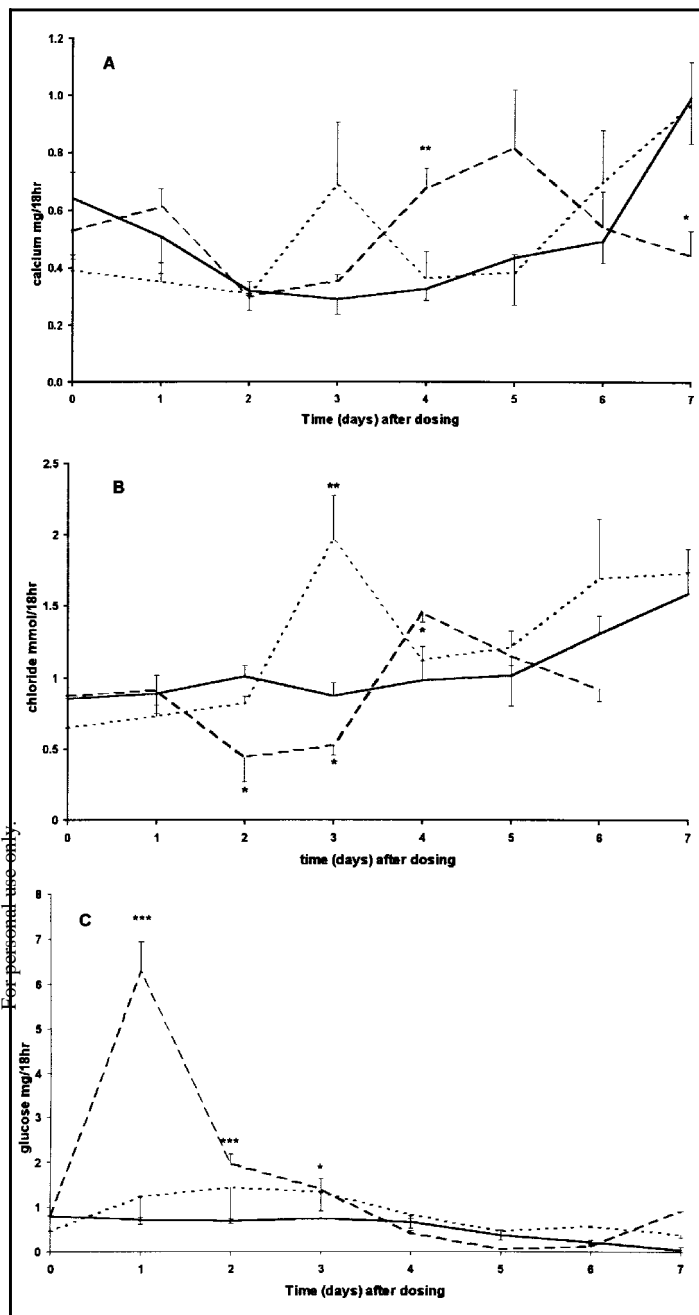 A
calcium mg/18hr
1.2
1.0
0.8
0.6
0.4
0.2
0.0
**
*
0 1 2 3 4 5 6 7
Time (days) after dosing
B
chloride mmol/18hr
2.5
2
1.5
1
0.5
0
**
*
*
*
0 1 2 3 4 5 6 7
time (days) after dosing
For personal use only.
C
glucose mg/18hr
8
7
6
5
4
3
2
1
0
***
***
*
0 1 2 3 4 5 6 7
Time (days) after dosing